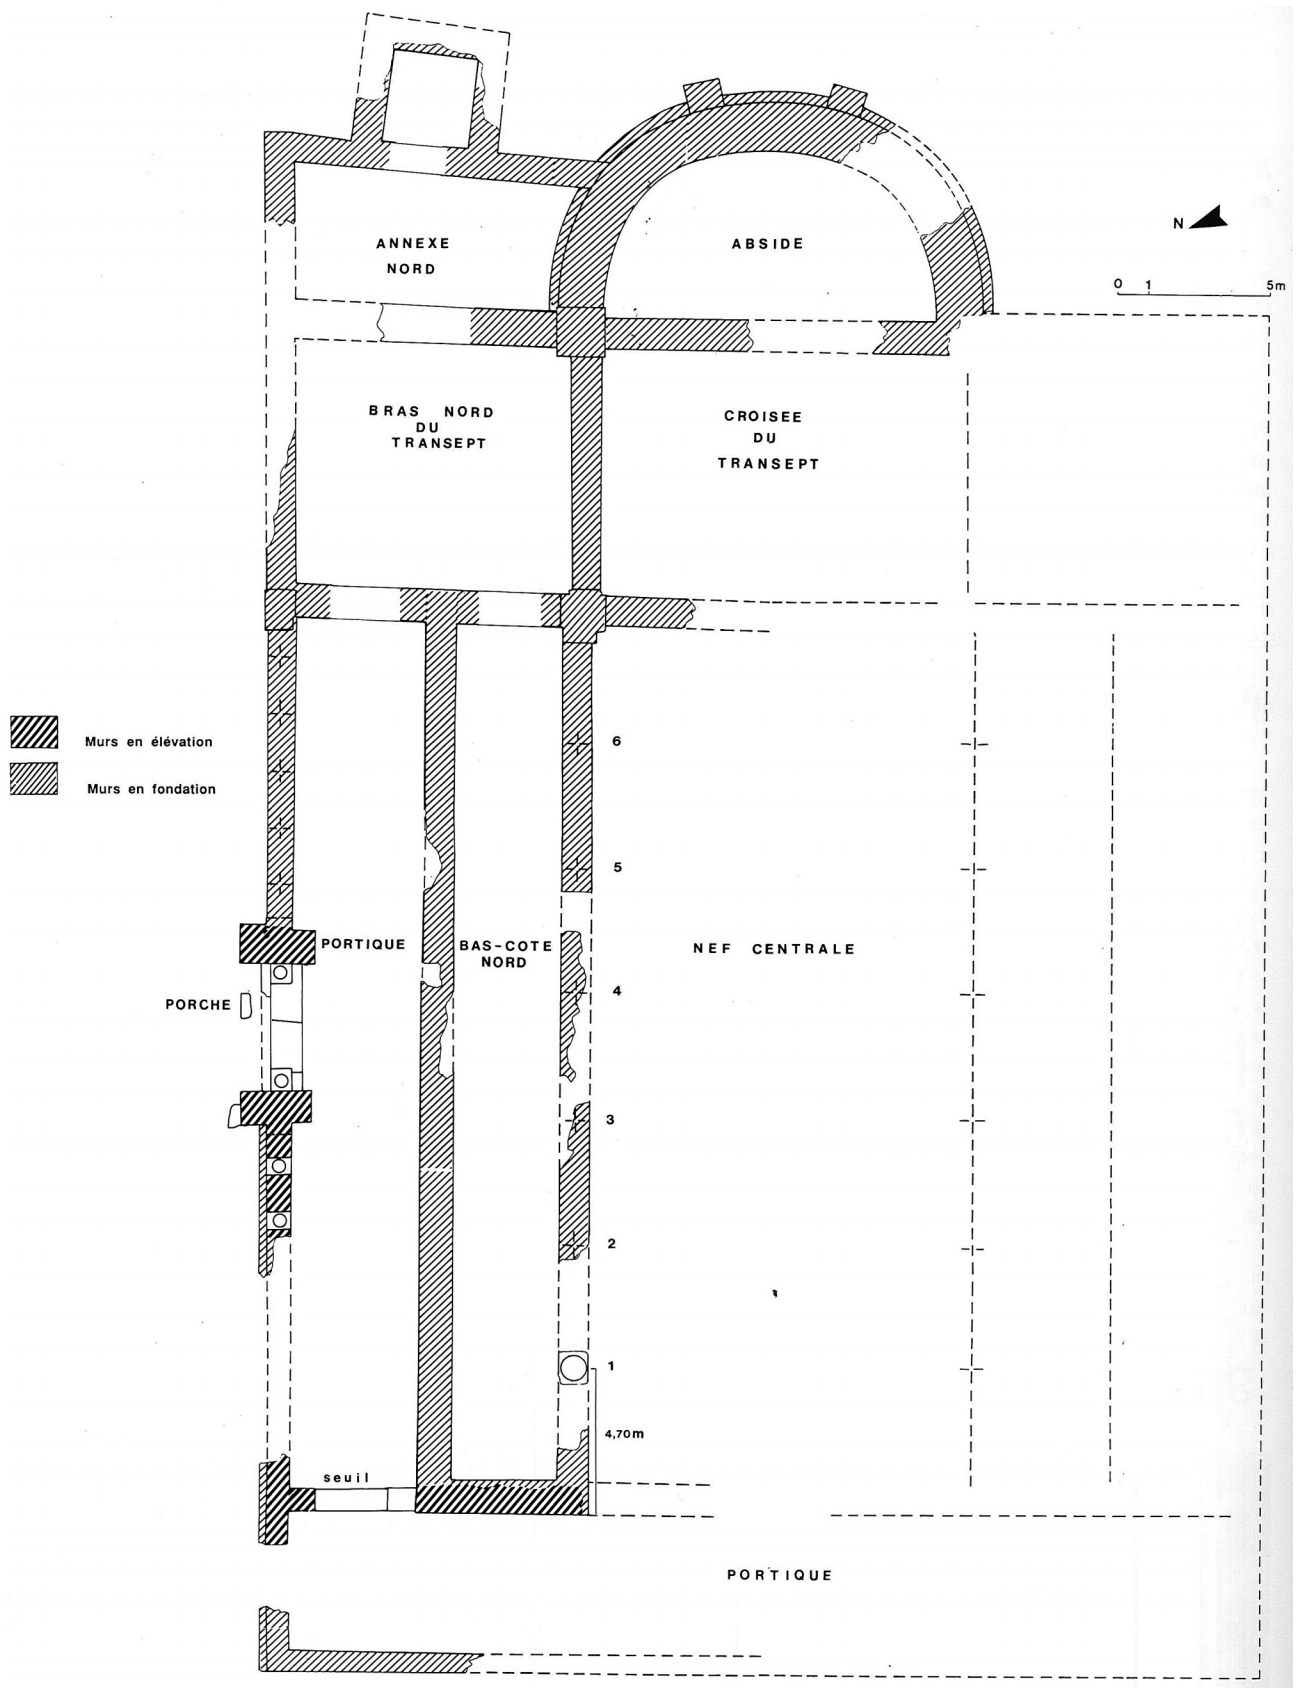 N
0 1 5m
ANNEXE
NORD
ABSIDE
BRAS NORD
DU
TRANSEPT
CROISEE
DU
TRANSEPT
Murs en élévation
Murs en fondation
6
5
PORTIQUE
BAS-COTE
NORD
NEF CENTRALE
PORCHE
4
3
2
1
4,70m
seuil
PORTIQUE